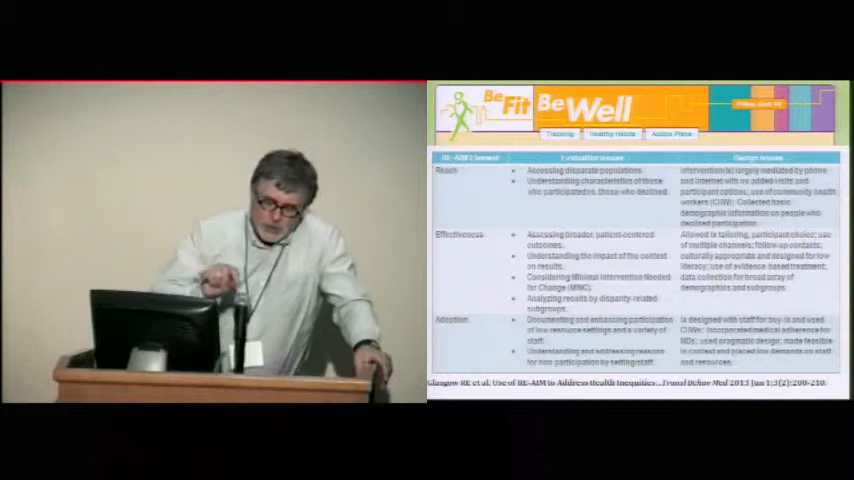 Be Fit Be Well
Tracking Healthy Habits Action Plans
RE-AIM Element Evaluation Issues Design Issues
Reach
• Accessing disparate populations
• Understanding characteristics of those
who participated vs. those who declined.
Intervention(Ix) largely mediated by phone
and internet with no added visits and
participant options; use of community health
workers (CHW); Collected basic
demographic information on people who
declined participation
Effectiveness
• Assessing broader, patient-centered
outcomes.
• Understanding the impact of the context
on results.
• Considering Minimal Intervention Needed
for Change (MINC).
• Analyzing results by disparity-related
subgroups.
Allowed Ix tailoring, participant choice; use
of multiple channels; follow-up contacts;
culturally appropriate and designed for low
literacy; use of evidence-based treatment;
data collection for broad array of
demographics and subgroups
Adoption
• Documenting and enhancing participation
of low resource settings and a variety of
staff.
• Understanding and addressing reasons
for non participation by setting/staff.
Ix designed with staff for buy-in and used
CHWs; incorporated medical adherence for
MDs; used pragmatic design; made feasible
in context and placed low demands on staff
and resources.
Glasgow RE et al. Use of RE-AIM to Address Health Inequities...Transl Behav Med 2013 Jun 1;3(2):200-210.